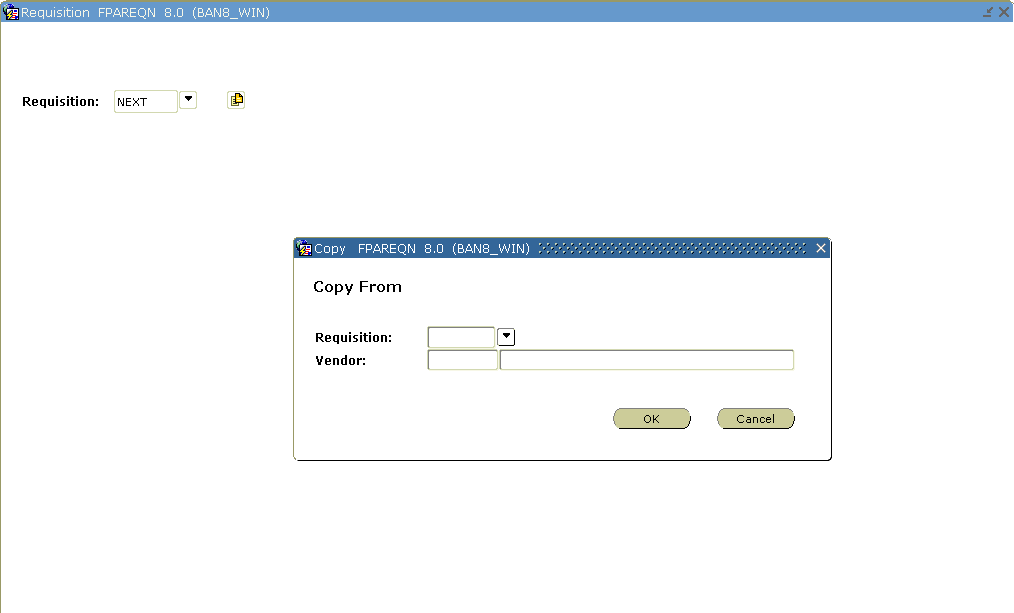 Requisition FPAREQN 8.0 (BAN8_WIN)
Requisition: NEXT
Copy FPAREQN 8.0 (BAN8_WIN)
Copy From
Requisition:
Vendor:
OK Cancel